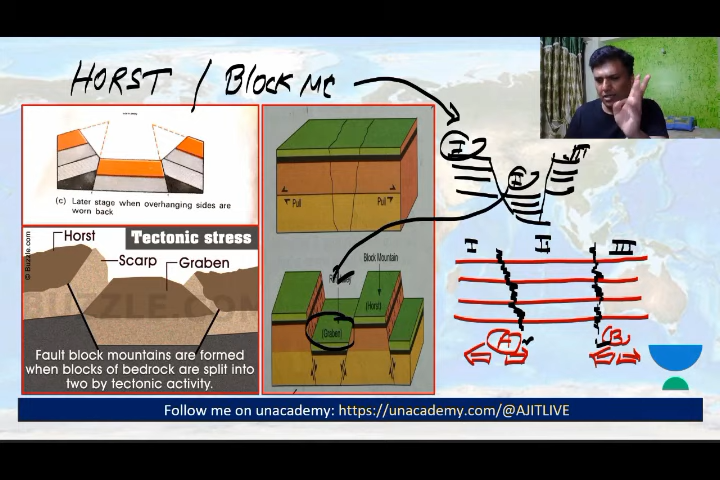 HORST / BLOCK MC
(c) Later stage when overhanging sides are
worn back
Horst
Tectonic stress
Scarp
Graben
© Buzzle.com
BUZZLE.COM
Fault block mountains are formed
when blocks of bedrock are split into
two by tectonic activity.
Pull
Pull
Block Mountain
(Horst)
(Graben)
I
II
III
I
II
III
A
B
Follow me on unacademy: https://unacademy.com/@AJITLIVE